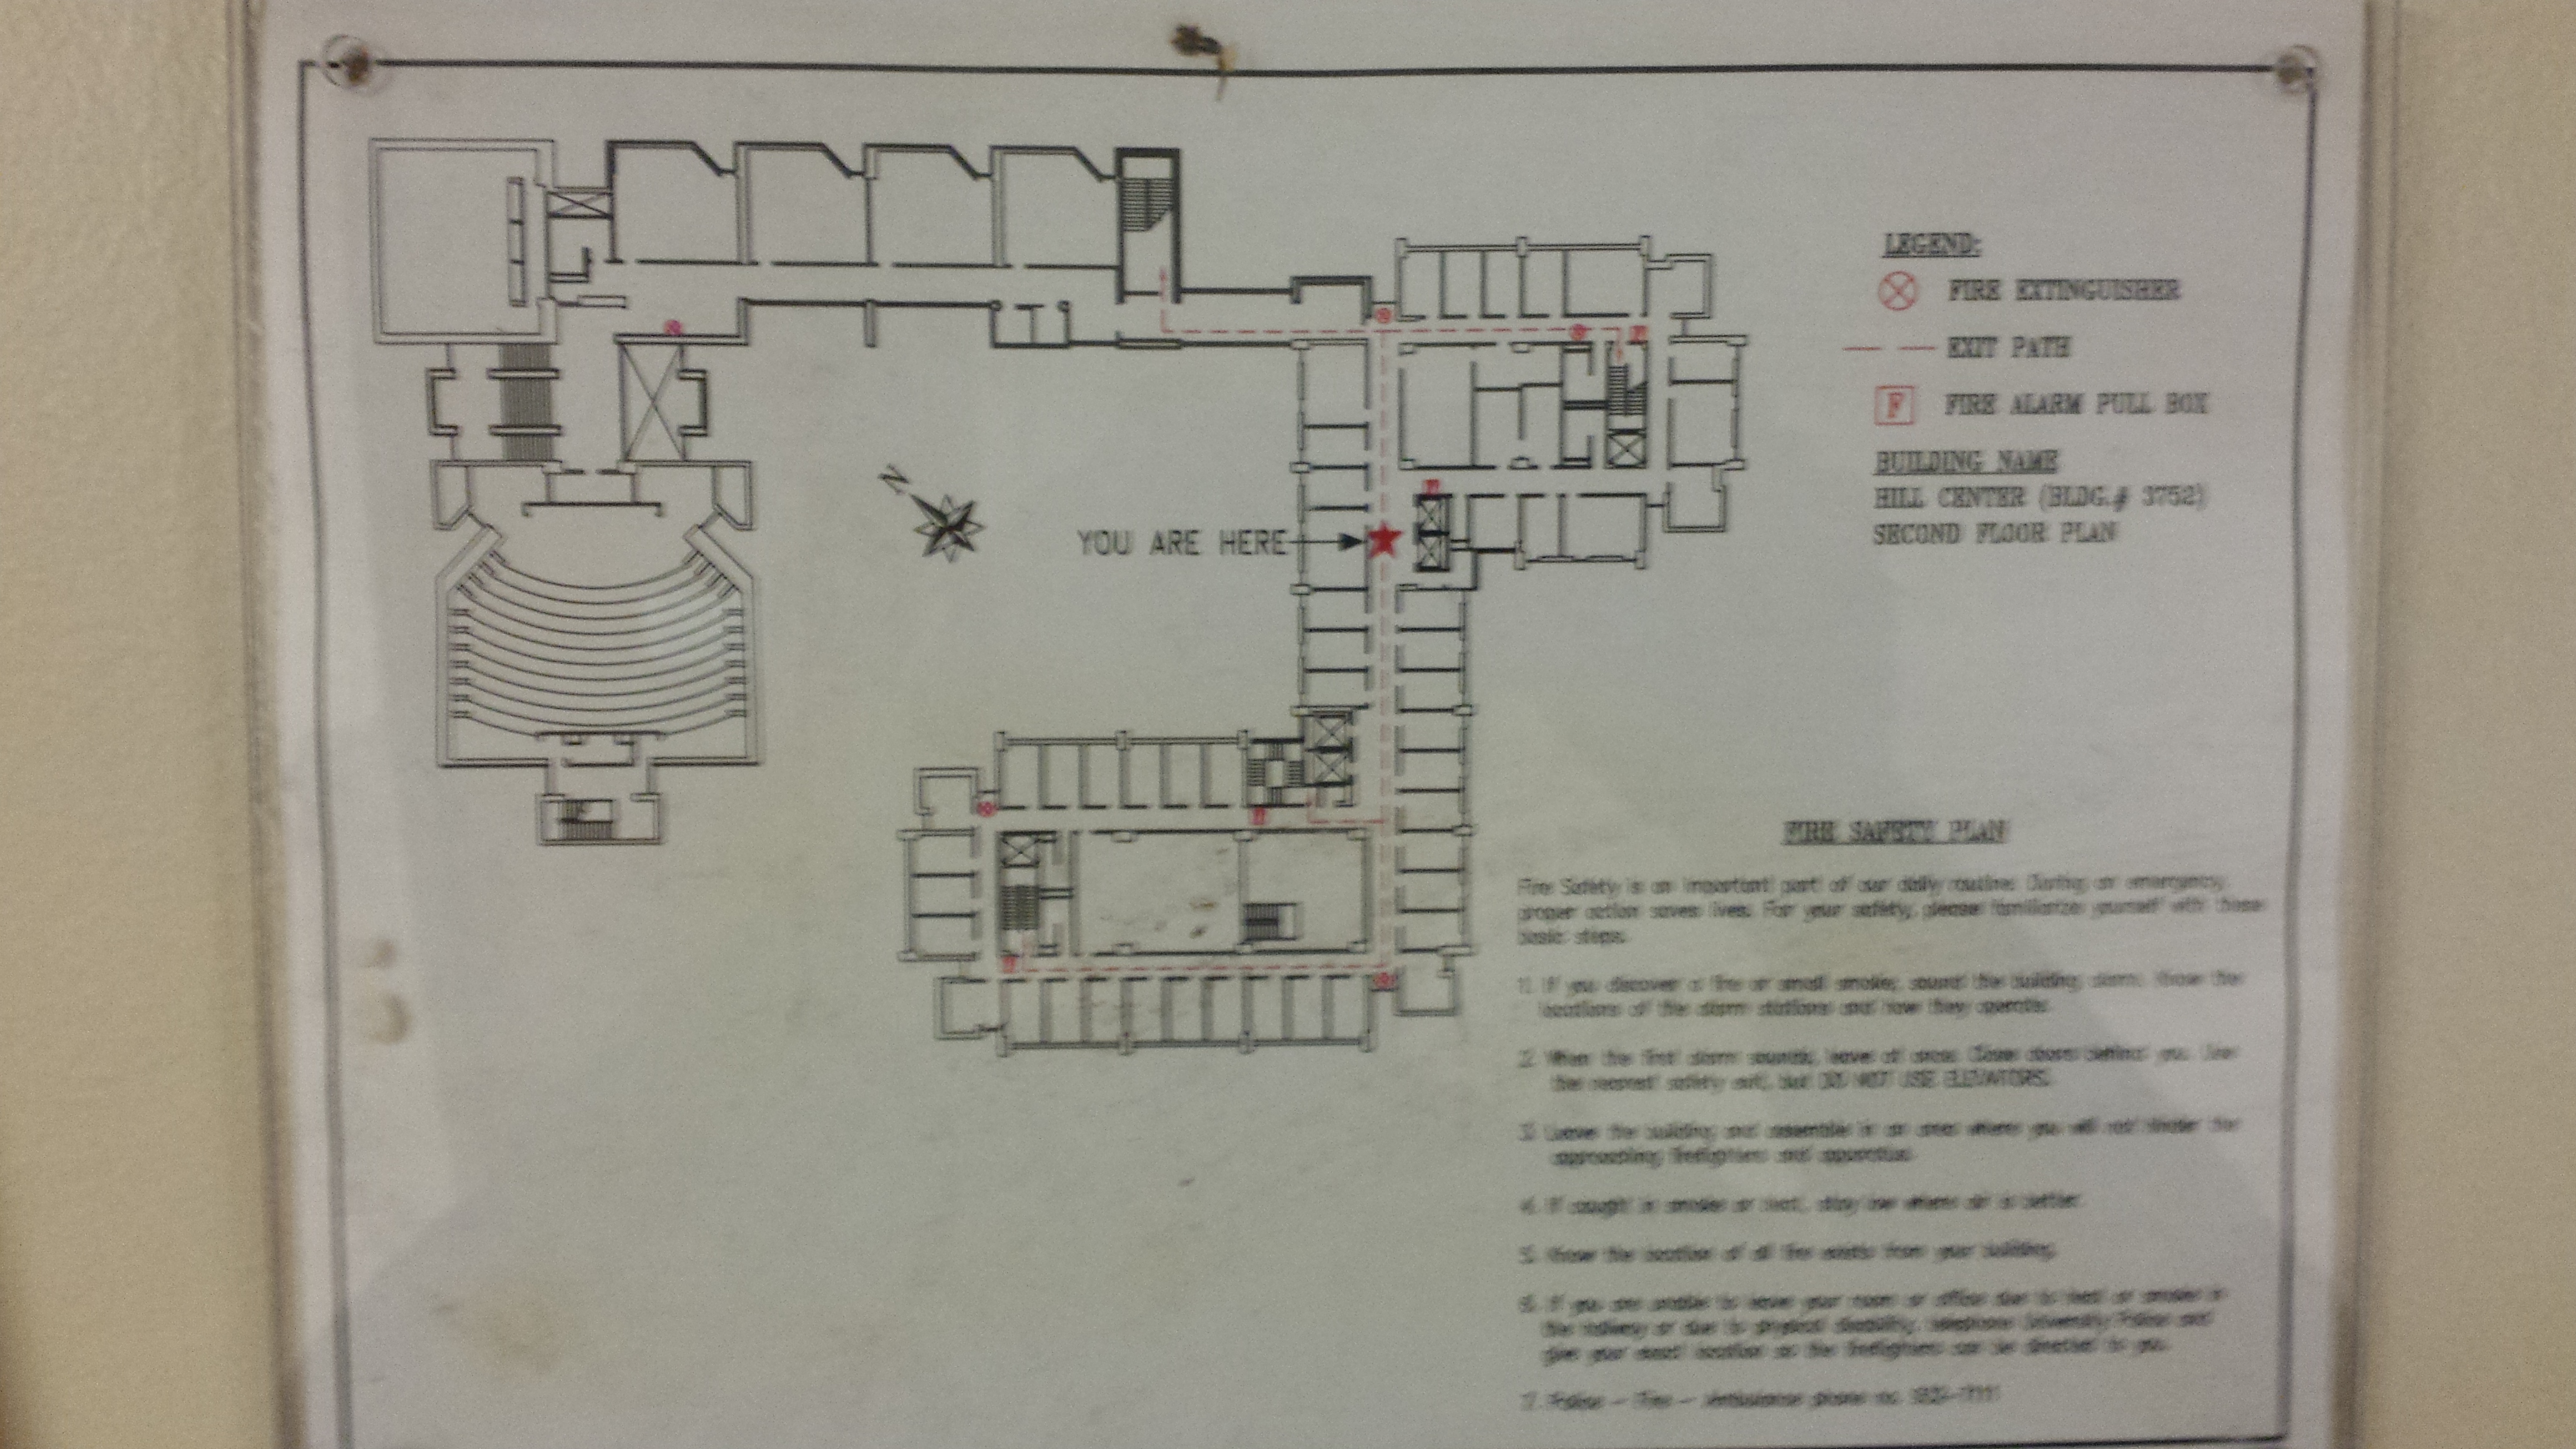 LEGEND:
FIRE EXTINGUISHER
EXIT PATH
F FIRE ALARM PULL BOX
BUILDING NAME
HILL CENTER (BLDG.# 3752)
SECOND FLOOR PLAN
N
YOU ARE HERE
FIRE SAFETY PLAN
Fire Safety is an important part of our daily routine. During an emergency,
proper action saves lives. For your safety, please familiarize yourself with these
basic steps.
1. If you discover a fire or small smoke, sound the building alarm. Know the
locations of the alarm stations and how they operate.
2. When the first alarm sounds, leave at once. Close doors behind you. Use
the nearest safety exit, but DO NOT USE ELEVATORS.
3. Leave the building and assemble in an area where you will not hinder the
approaching firefighters and apparatus.
4. If caught in smoke or heat, stay low where air is better.
5. Know the location of all fire exits from your building.
6. If you are unable to leave your room or office due to heat or smoke in
the hallway or due to physical disability, telephone University Police and
give your exact location so the firefighters can be directed to you.
7. Police - Fire - Ambulance phone no.